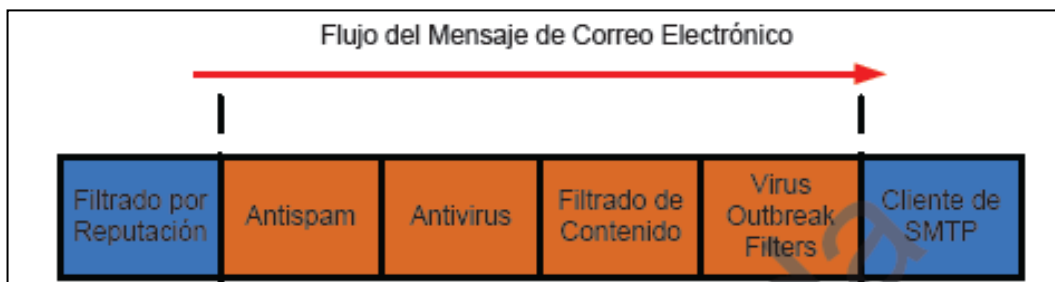 Flujo del Mensaje de Correo Electrónico
Filtrado por
Reputación
Antispam
Antivirus
Filtrado de
Contenido
Virus
Outbreak
Filters
Cliente de
SMTP